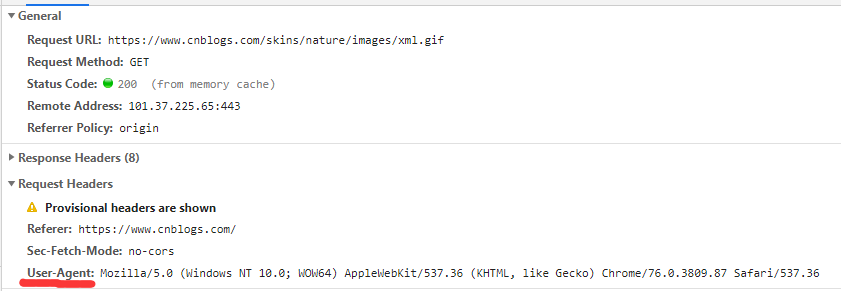 General
Request URL: https://www.cnblogs.com/skins/nature/images/xml.gif
Request Method: GET
Status Code: 200 (from memory cache)
Remote Address: 101.37.225.65:443
Referrer Policy: origin
Response Headers (8)
Request Headers
Provisional headers are shown
Referer: https://www.cnblogs.com/
Sec-Fetch-Mode: no-cors
User-Agent: Mozilla/5.0 (Windows NT 10.0; WOW64) AppleWebKit/537.36 (KHTML, like Gecko) Chrome/76.0.3809.87 Safari/537.36